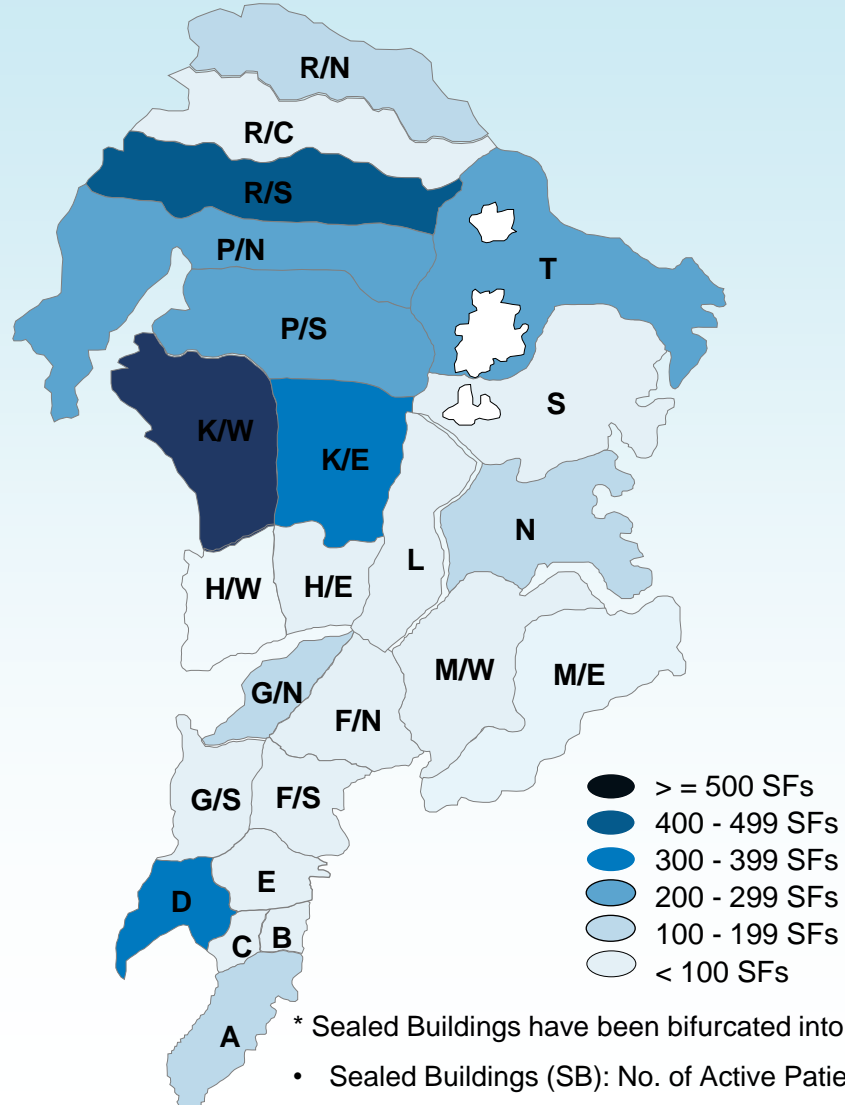 R/N
R/C
R/S
P/N
T
P/S
S
K/W
K/E
N
L
H/W
H/E
M/W
M/E
G/N
F/N
G/S
F/S
E
D
C
B
A
> = 500 SFs
400 - 499 SFs
300 - 399 SFs
200 - 299 SFs
100 - 199 SFs
< 100 SFs
* Sealed Buildings have been bifurcated into
• Sealed Buildings (SB): No. of Active Patie